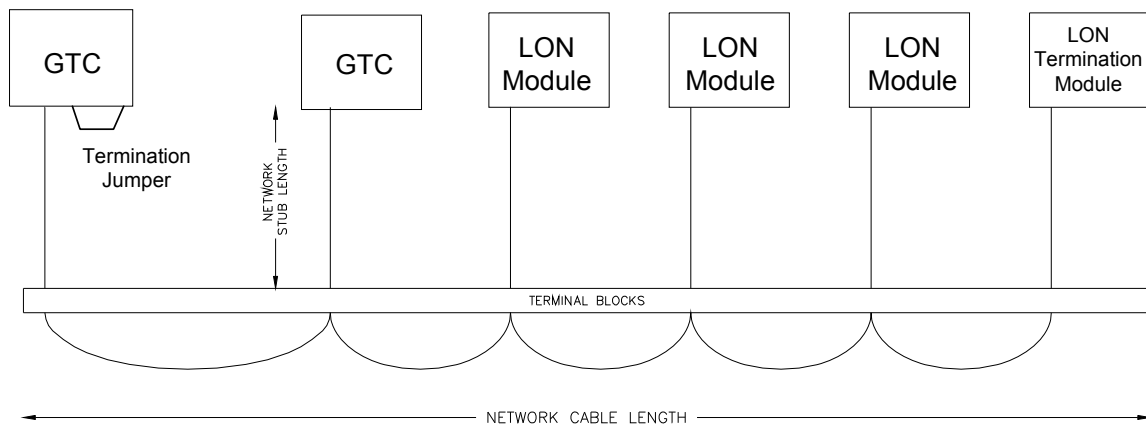 GTC
GTC
LON
Module
LON
Module
LON
Module
LON
Termination
Module
Termination
Jumper
NETWORK
STUB LENGTH
TERMINAL BLOCKS
NETWORK CABLE LENGTH